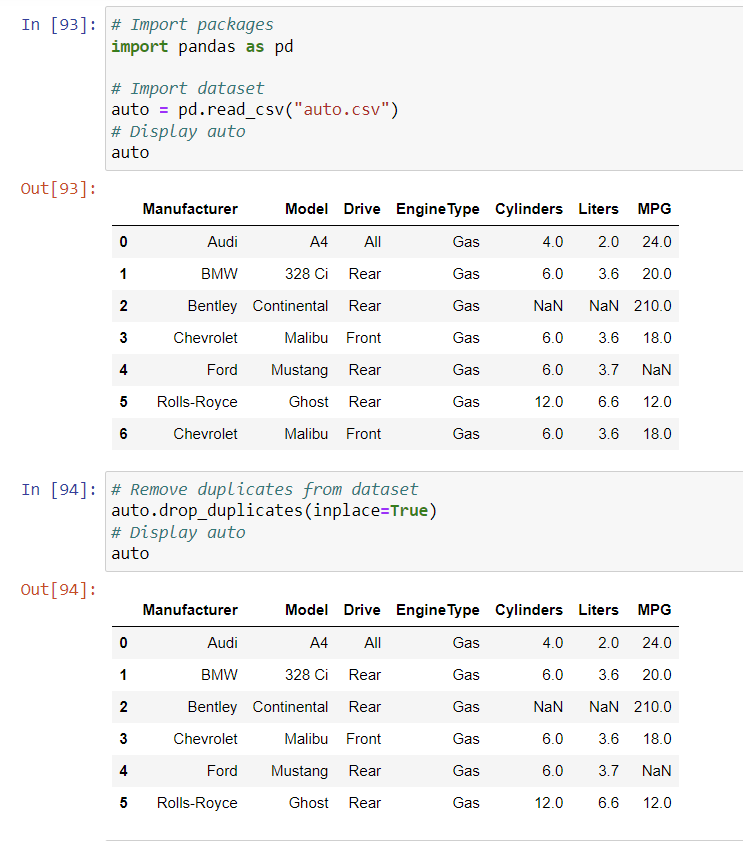 In [93]: # Import packages
import pandas as pd
# Import dataset
auto = pd.read_csv("auto.csv")
# Display auto
auto
Out[93]:
Manufacturer Model Drive EngineType Cylinders Liters MPG
0 Audi A4 All Gas 4.0 2.0 24.0
1 BMW 328 Ci Rear Gas 6.0 3.6 20.0
2 Bentley Continental Rear Gas NaN NaN 210.0
3 Chevrolet Malibu Front Gas 6.0 3.6 18.0
4 Ford Mustang Rear Gas 6.0 3.7 NaN
5 Rolls-Royce Ghost Rear Gas 12.0 6.6 12.0
6 Chevrolet Malibu Front Gas 6.0 3.6 18.0
In [94]: # Remove duplicates from dataset
auto.drop_duplicates(inplace=True)
# Display auto
auto
Out[94]:
Manufacturer Model Drive EngineType Cylinders Liters MPG
0 Audi A4 All Gas 4.0 2.0 24.0
1 BMW 328 Ci Rear Gas 6.0 3.6 20.0
2 Bentley Continental Rear Gas NaN NaN 210.0
3 Chevrolet Malibu Front Gas 6.0 3.6 18.0
4 Ford Mustang Rear Gas 6.0 3.7 NaN
5 Rolls-Royce Ghost Rear Gas 12.0 6.6 12.0